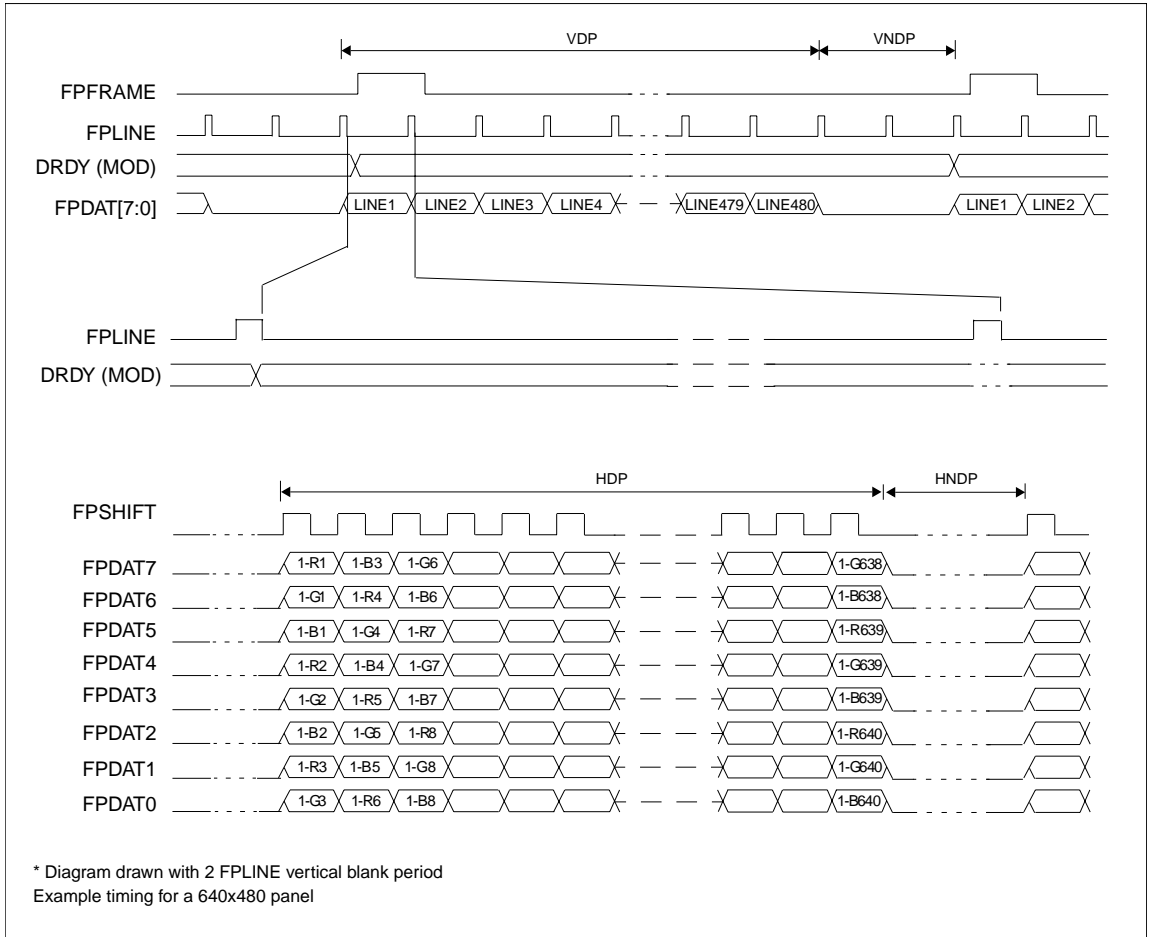 VDP VNDP
FPFRAME
FPLINE
DRDY (MOD)
FPDAT[7:0] LINE1 LINE2 LINE3 LINE4 LINE479 LINE480 LINE1 LINE2
FPLINE
DRDY (MOD)
HDP HNDP
FPSHIFT
FPDAT7 1-R1 1-B3 1-G6 1-G638
FPDAT6 1-G1 1-R4 1-B6 1-B638
FPDAT5 1-B1 1-G4 1-R7 1-R639
FPDAT4 1-R2 1-B4 1-G7 1-G639
FPDAT3 1-G2 1-R5 1-B7 1-B639
FPDAT2 1-B2 1-G5 1-R8 1-R640
FPDAT1 1-R3 1-B5 1-G8 1-G640
FPDAT0 1-G3 1-R6 1-B8 1-B640
* Diagram drawn with 2 FPLINE vertical blank period
Example timing for a 640x480 panel